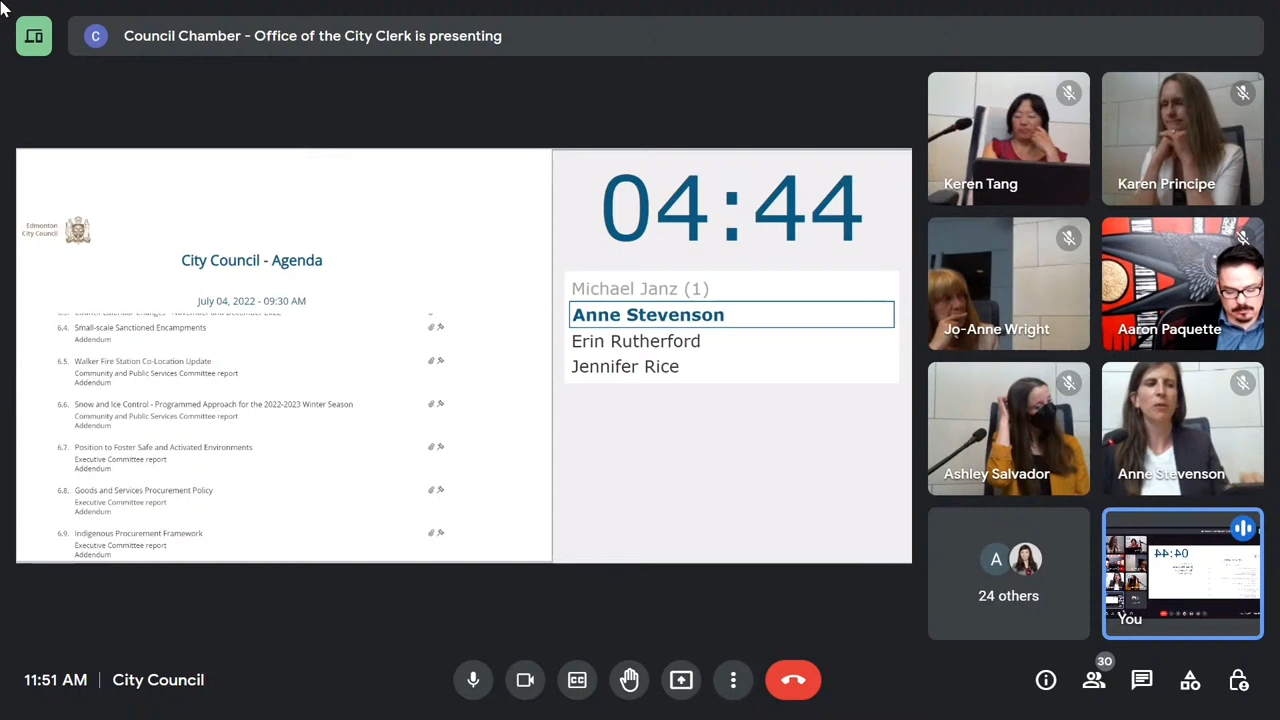 C Council Chamber - Office of the City Clerk is presenting
Edmonton
City Council
City Council - Agenda
July 04, 2022 - 09:30 AM
6.4. Small-scale Sanctioned Encampments
Addendum
6.5. Walker Fire Station Co-Location Update
Community and Public Services Committee report
Addendum
6.6. Snow and Ice Control - Programmed Approach for the 2022-2023 Winter Season
Community and Public Services Committee report
Addendum
6.7. Position to Foster Safe and Activated Environments
Executive Committee report
Addendum
6.8. Goods and Services Procurement Policy
Executive Committee report
Addendum
6.9. Indigenous Procurement Framework
Executive Committee report
Addendum
04:44
Michael Janz (1)
Anne Stevenson
Erin Rutherford
Jennifer Rice
Keren Tang
Karen Principe
Jo-Anne Wright
Aaron Paquette
Ashley Salvador
Anne Stevenson
A
24 others
You
11:51 AM | City Council
CC
30